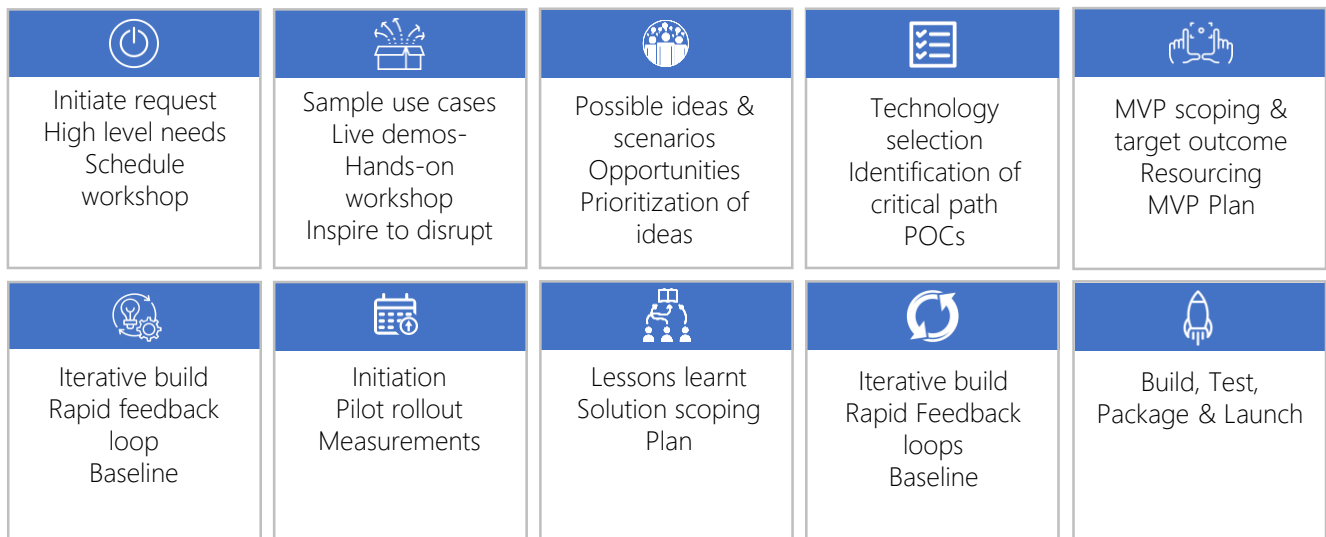 Initiate request
High level needs
Schedule
workshop
Sample use cases
Live demos-
Hands-on
workshop
Inspire to disrupt
Possible ideas &
scenarios
Opportunities
Prioritization of
ideas
Technology
selection
Identification of
critical path
POCs
MVP scoping &
target outcome
Resourcing
MVP Plan
Iterative build
Rapid feedback
loop
Baseline
Initiation
Pilot rollout
Measurements
Lessons learnt
Solution scoping
Plan
Iterative build
Rapid Feedback
loops
Baseline
Build, Test,
Package & Launch